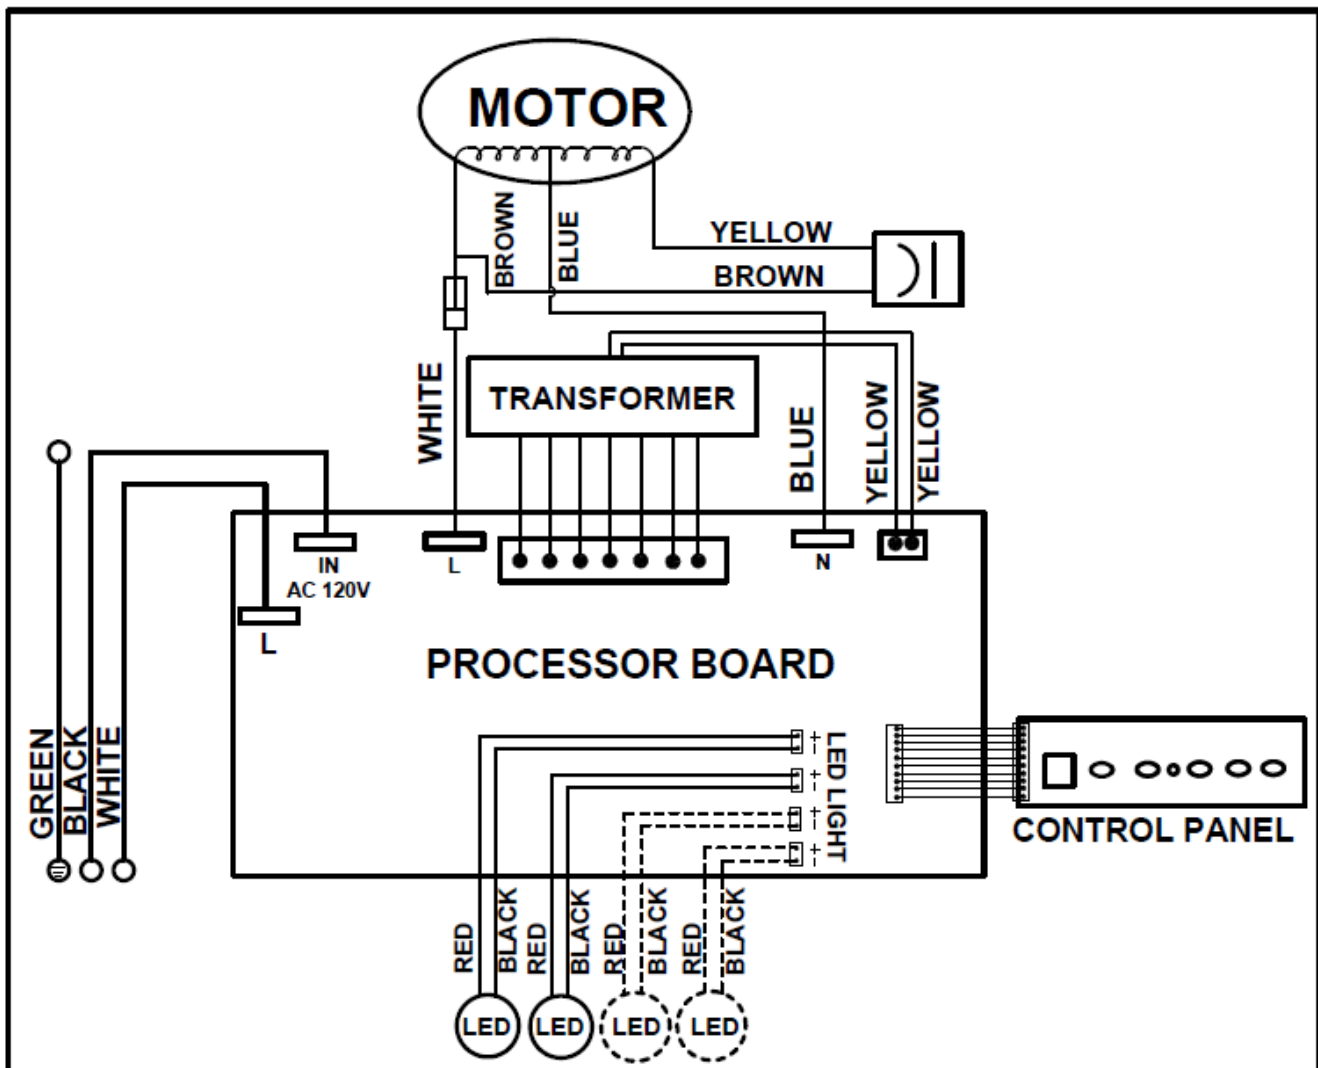 MOTOR
BROWN
BLUE
YELLOW
BROWN
WHITE
TRANSFORMER
BLUE
YELLOW
YELLOW
IN
AC 120V
L
L
N
PROCESSOR BOARD
GREEN
BLACK
WHITE
+
-
+
-
+
-
+
-
LED LIGHT
CONTROL PANEL
RED
BLACK
RED
BLACK
RED
BLACK
RED
BLACK
LED
LED
LED
LED